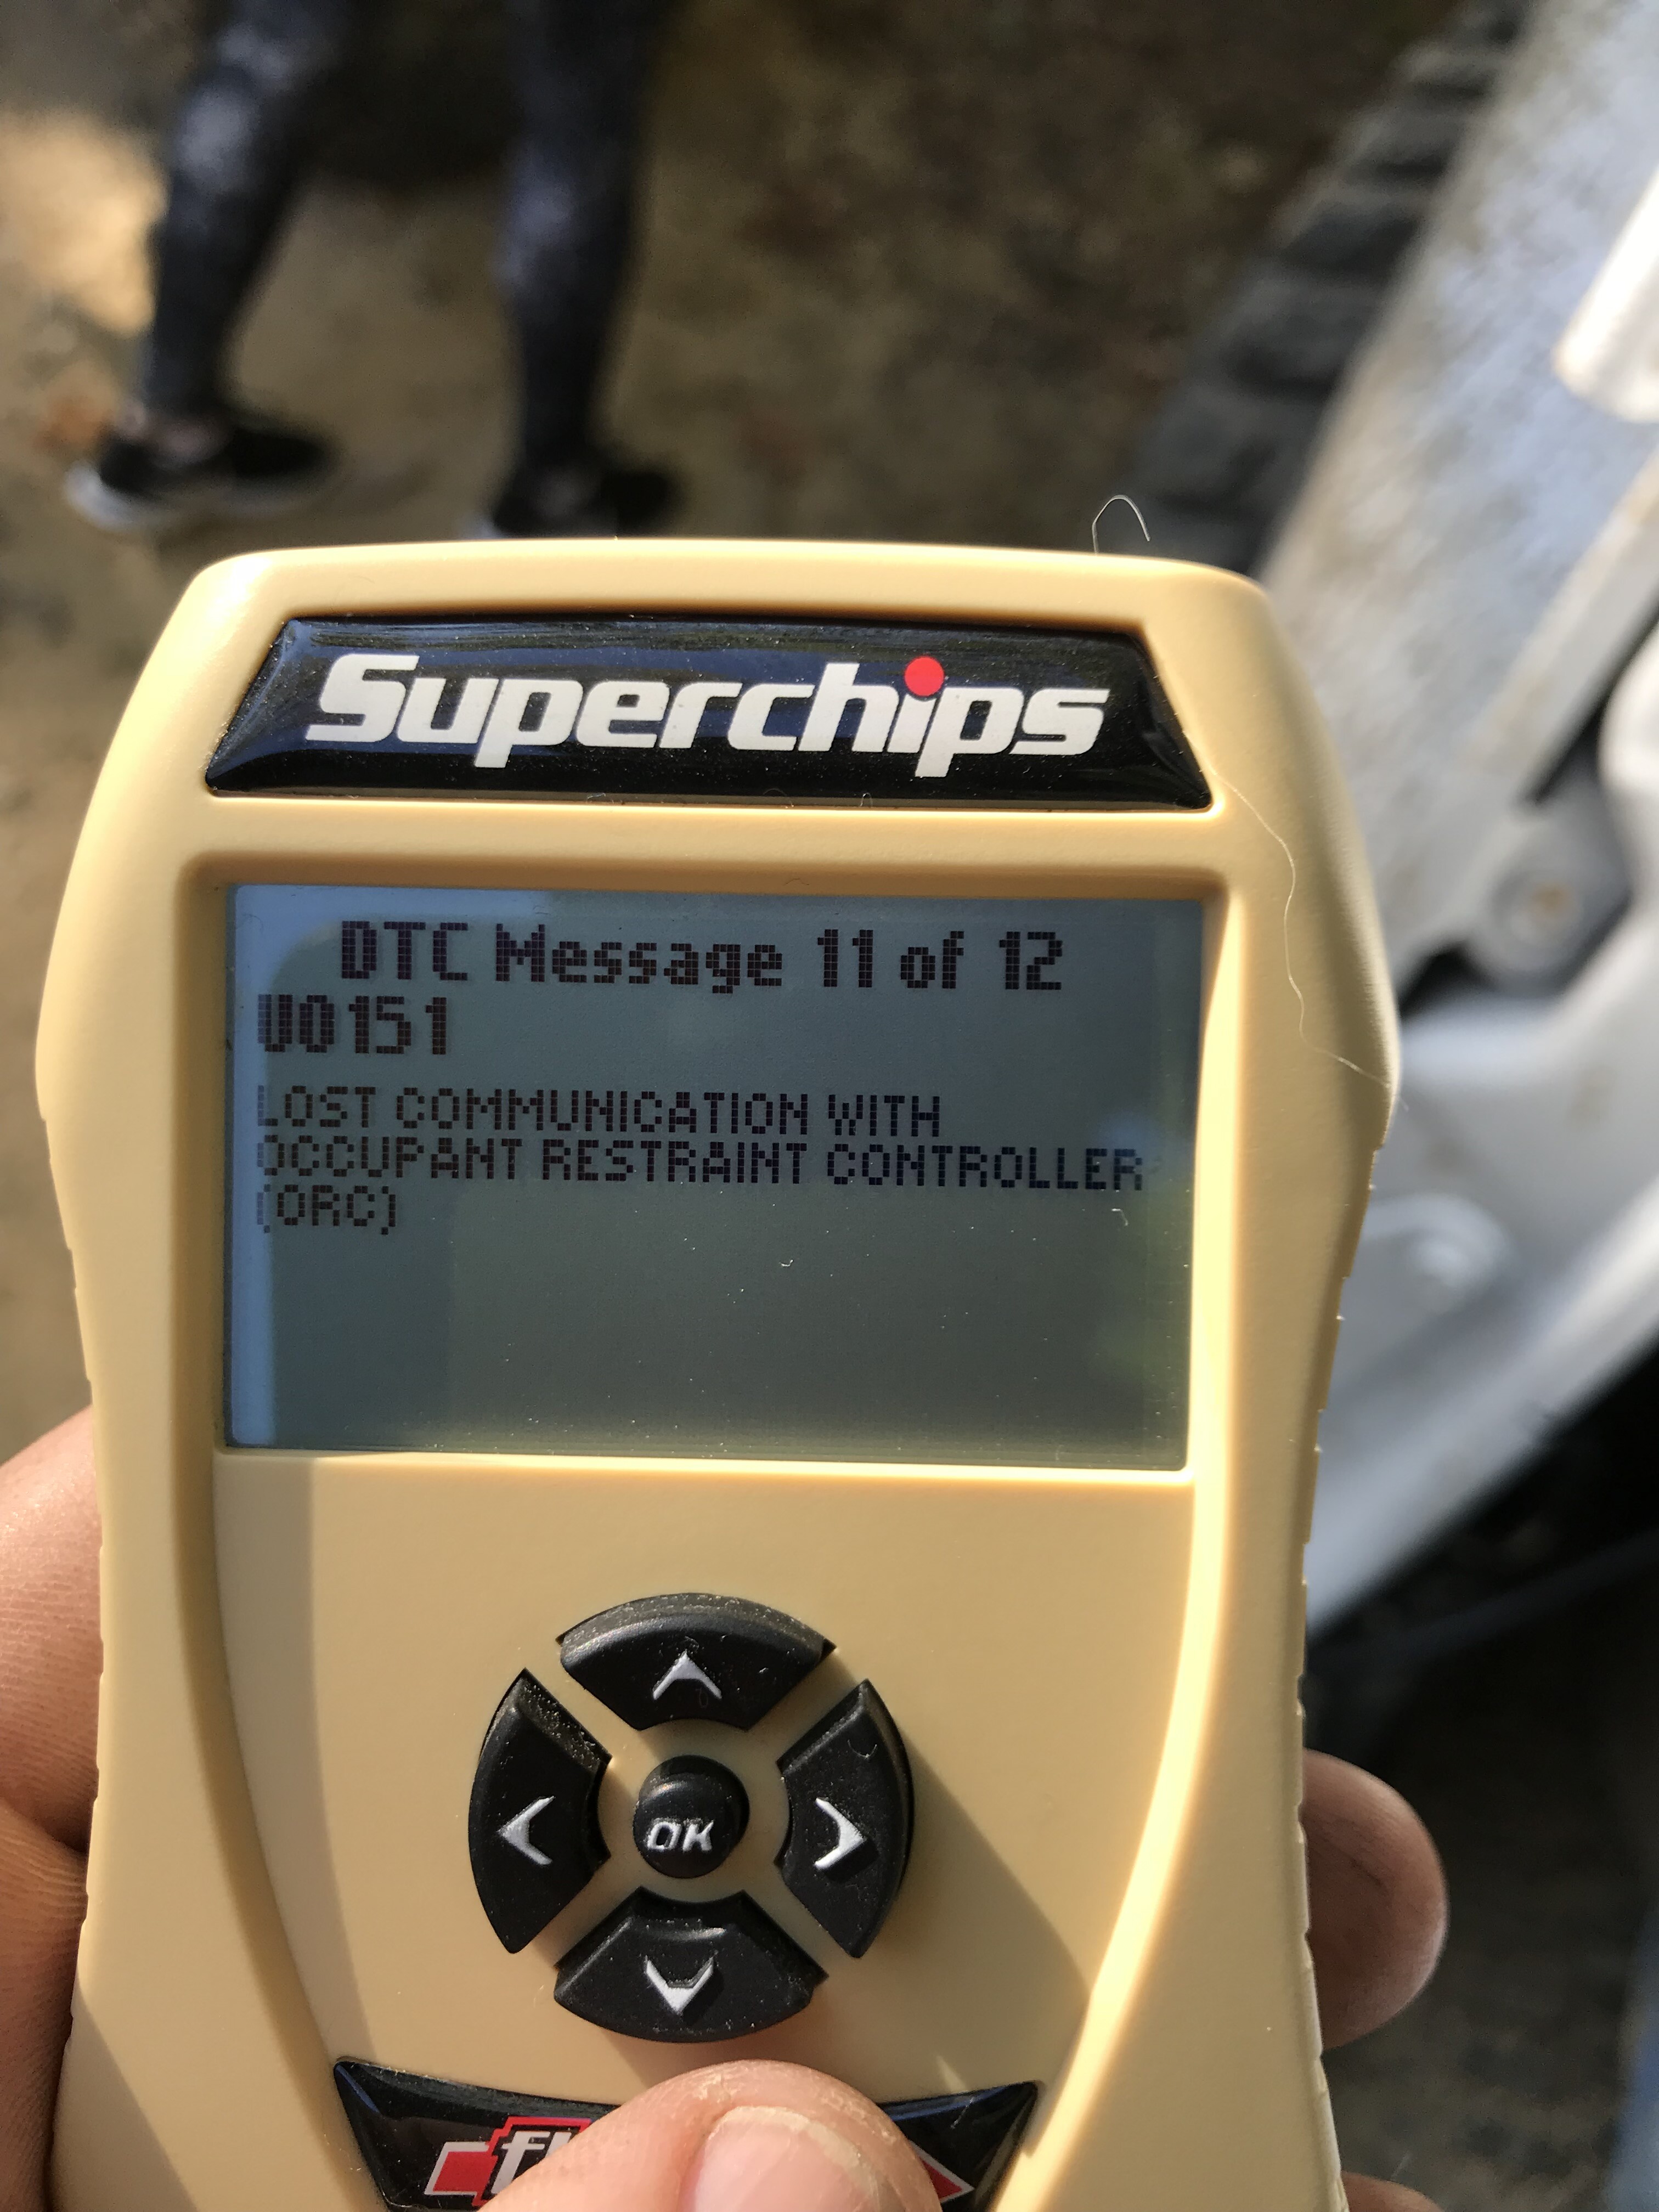 Superchips
DTC Message 11 of 12
U0151
LOST COMMUNICATION WITH
OCCUPANT RESTRAINT CONTROLLER
(ORC)
OK